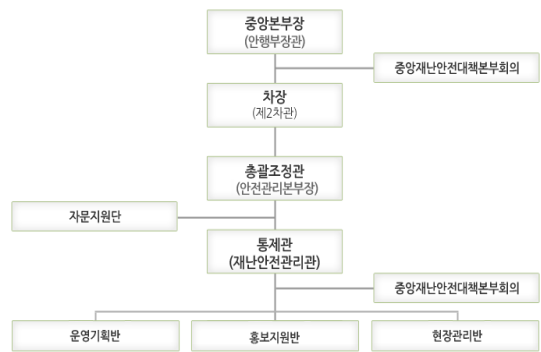 중앙본부장
(안행부장관)
중앙재난안전대책본부회의
차장
(제2차관)
총괄조정관
(안전관리본부장)
자문지원단
통제관
(재난안전관리관)
중앙재난안전대책본부회의
운영기획반
홍보지원반
현장관리반